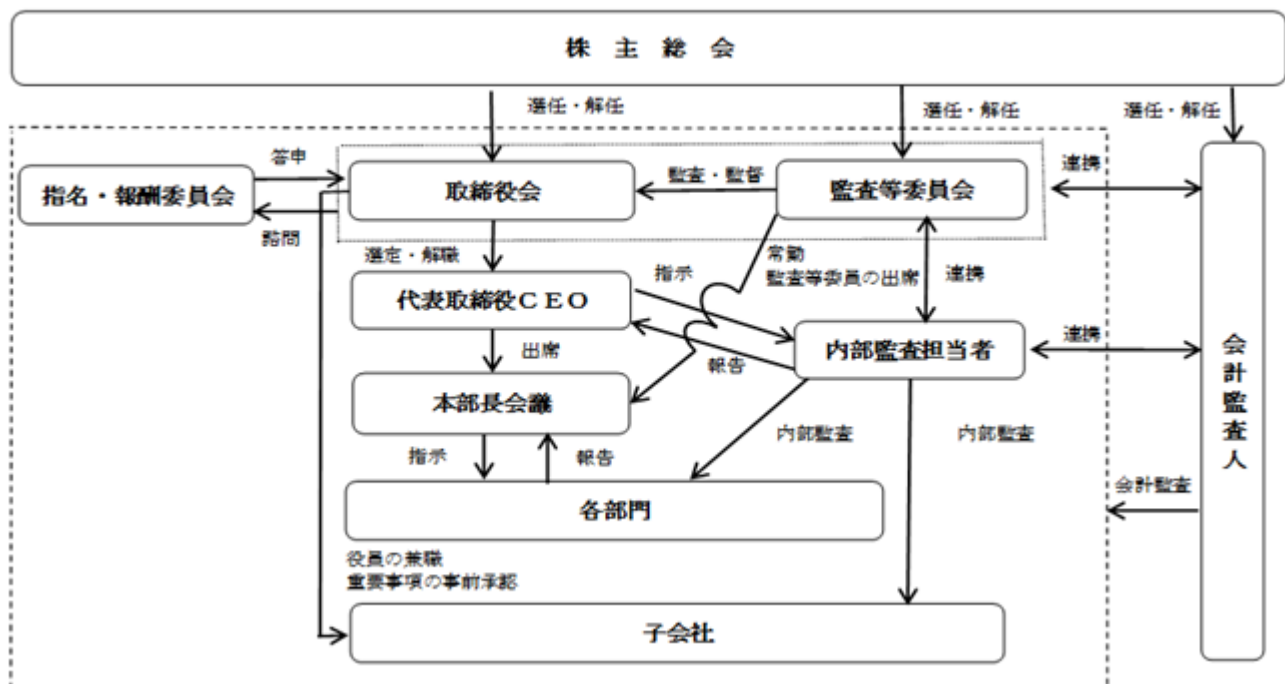 株　主　総　会
選任・解任
選任・解任
選任・解任
答申
指名・報酬委員会
諮問
取締役会
監査・監督
監査等委員会
連携
選定・解職
指示
常勤
監査等委員の出席
連携
代表取締役ＣＥＯ
出席
報告
内部監査担当者
連携
会計監査人
本部長会議
指示
報告
内部監査
内部監査
会計監査
各部門
役員の兼職
重要事項の事前承認
子会社